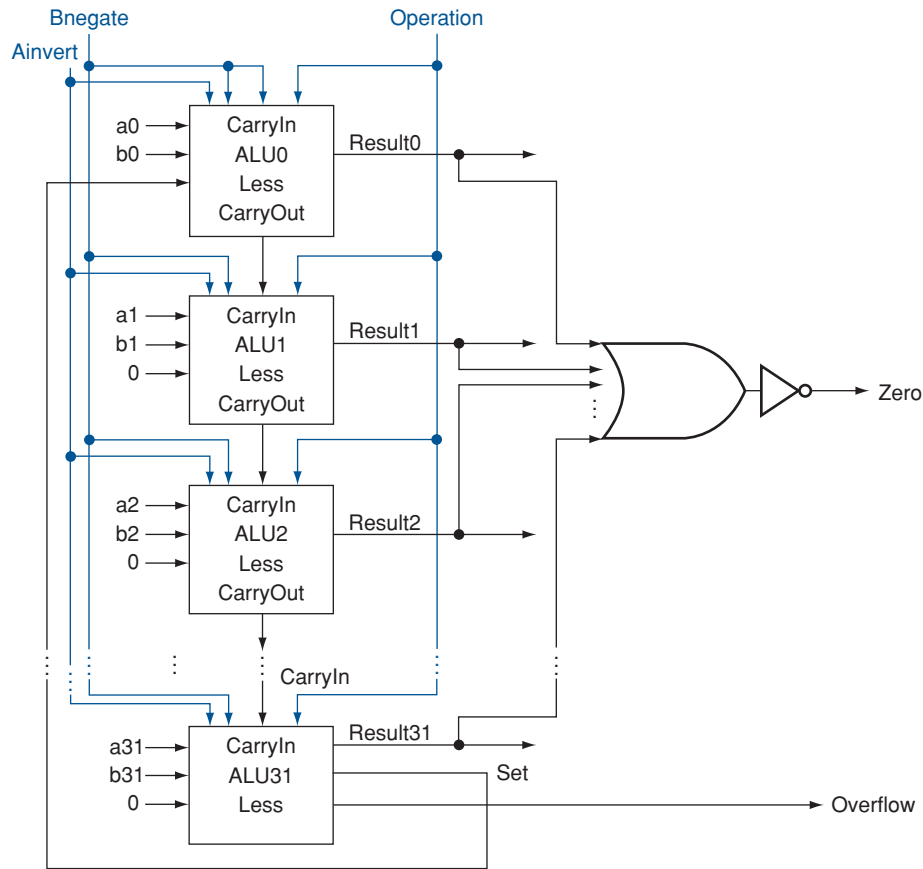 Bnegate
Operation
Ainvert
a0
b0
CarryIn
ALU0
Less
CarryOut
Result0
a1
b1
0
CarryIn
ALU1
Less
CarryOut
Result1
Zero
a2
b2
0
CarryIn
ALU2
Less
CarryOut
Result2
CarryIn
a31
b31
0
CarryIn
ALU31
Less
Result31
Set
Overflow